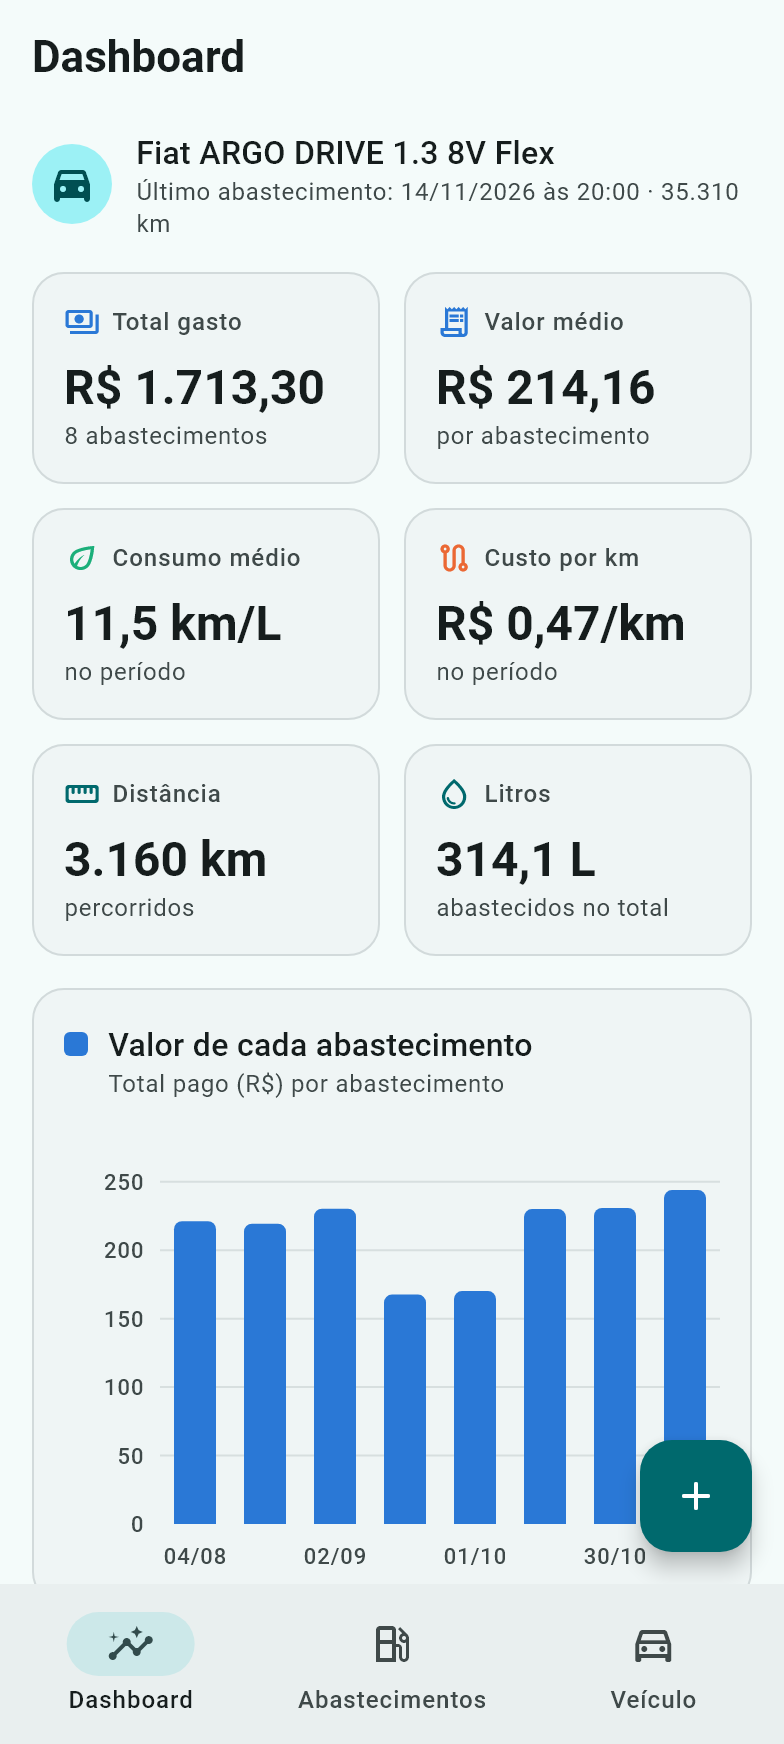 Dashboard
Fiat ARGO DRIVE 1.3 8V Flex
Último abastecimento: 14/11/2026 às 20:00 · 35.310
km
Total gasto
R$ 1.713,30
8 abastecimentos
Valor médio
R$ 214,16
por abastecimento
Consumo médio
11,5 km/L
no período
Custo por km
R$ 0,47/km
no período
Distância
3.160 km
percorridos
Litros
314,1 L
abastecidos no total
Valor de cada abastecimento
Total pago (R$) por abastecimento
250
200
150
100
50
0
04/08 02/09 01/10 30/10
Dashboard Abastecimentos Veículo